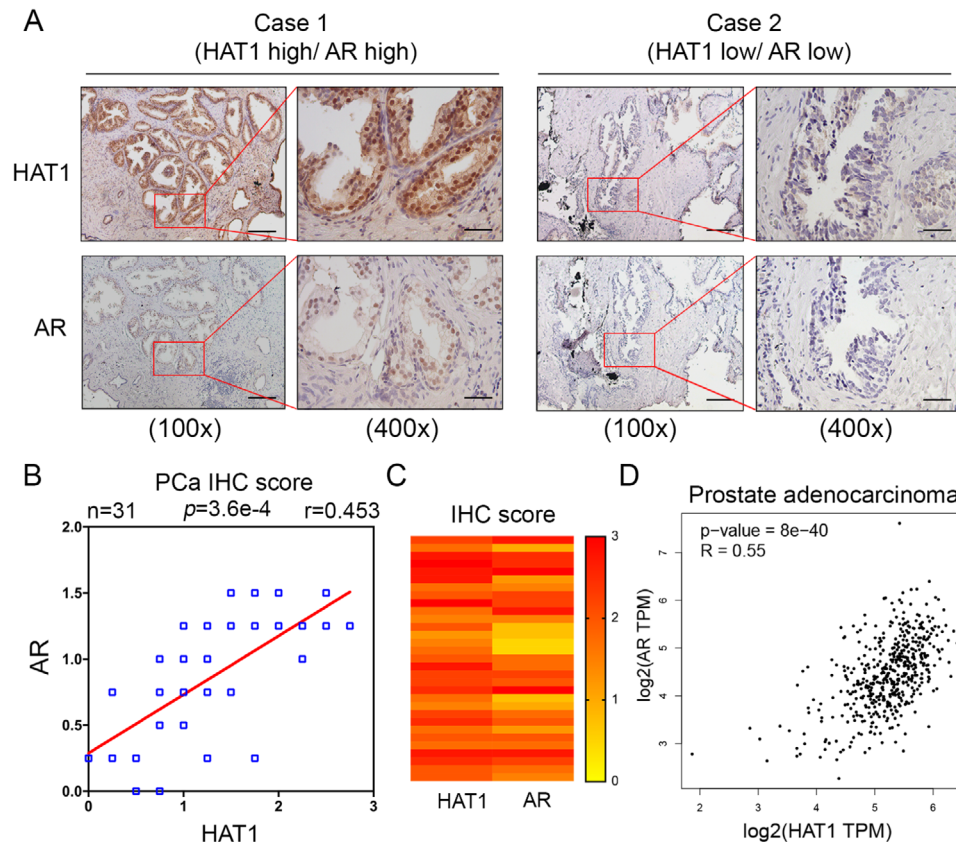 A
Case 1
(HAT1 high/ AR high)
Case 2
(HAT1 low/ AR low)
HAT1
AR
(100x)
(400x)
(100x)
(400x)
B
PCa IHC score
n=31
p=3.6e-4
r=0.453
2.0
1.5
1.0
0.5
0.0
AR
0
1
2
3
HAT1
C
IHC score
3
2
1
0
HAT1
AR
D
Prostate adenocarcinoma
p-value = 8e-40
R = 0.55
7
6
5
4
3
log2(AR TPM)
2
3
4
5
6
log2(HAT1 TPM)